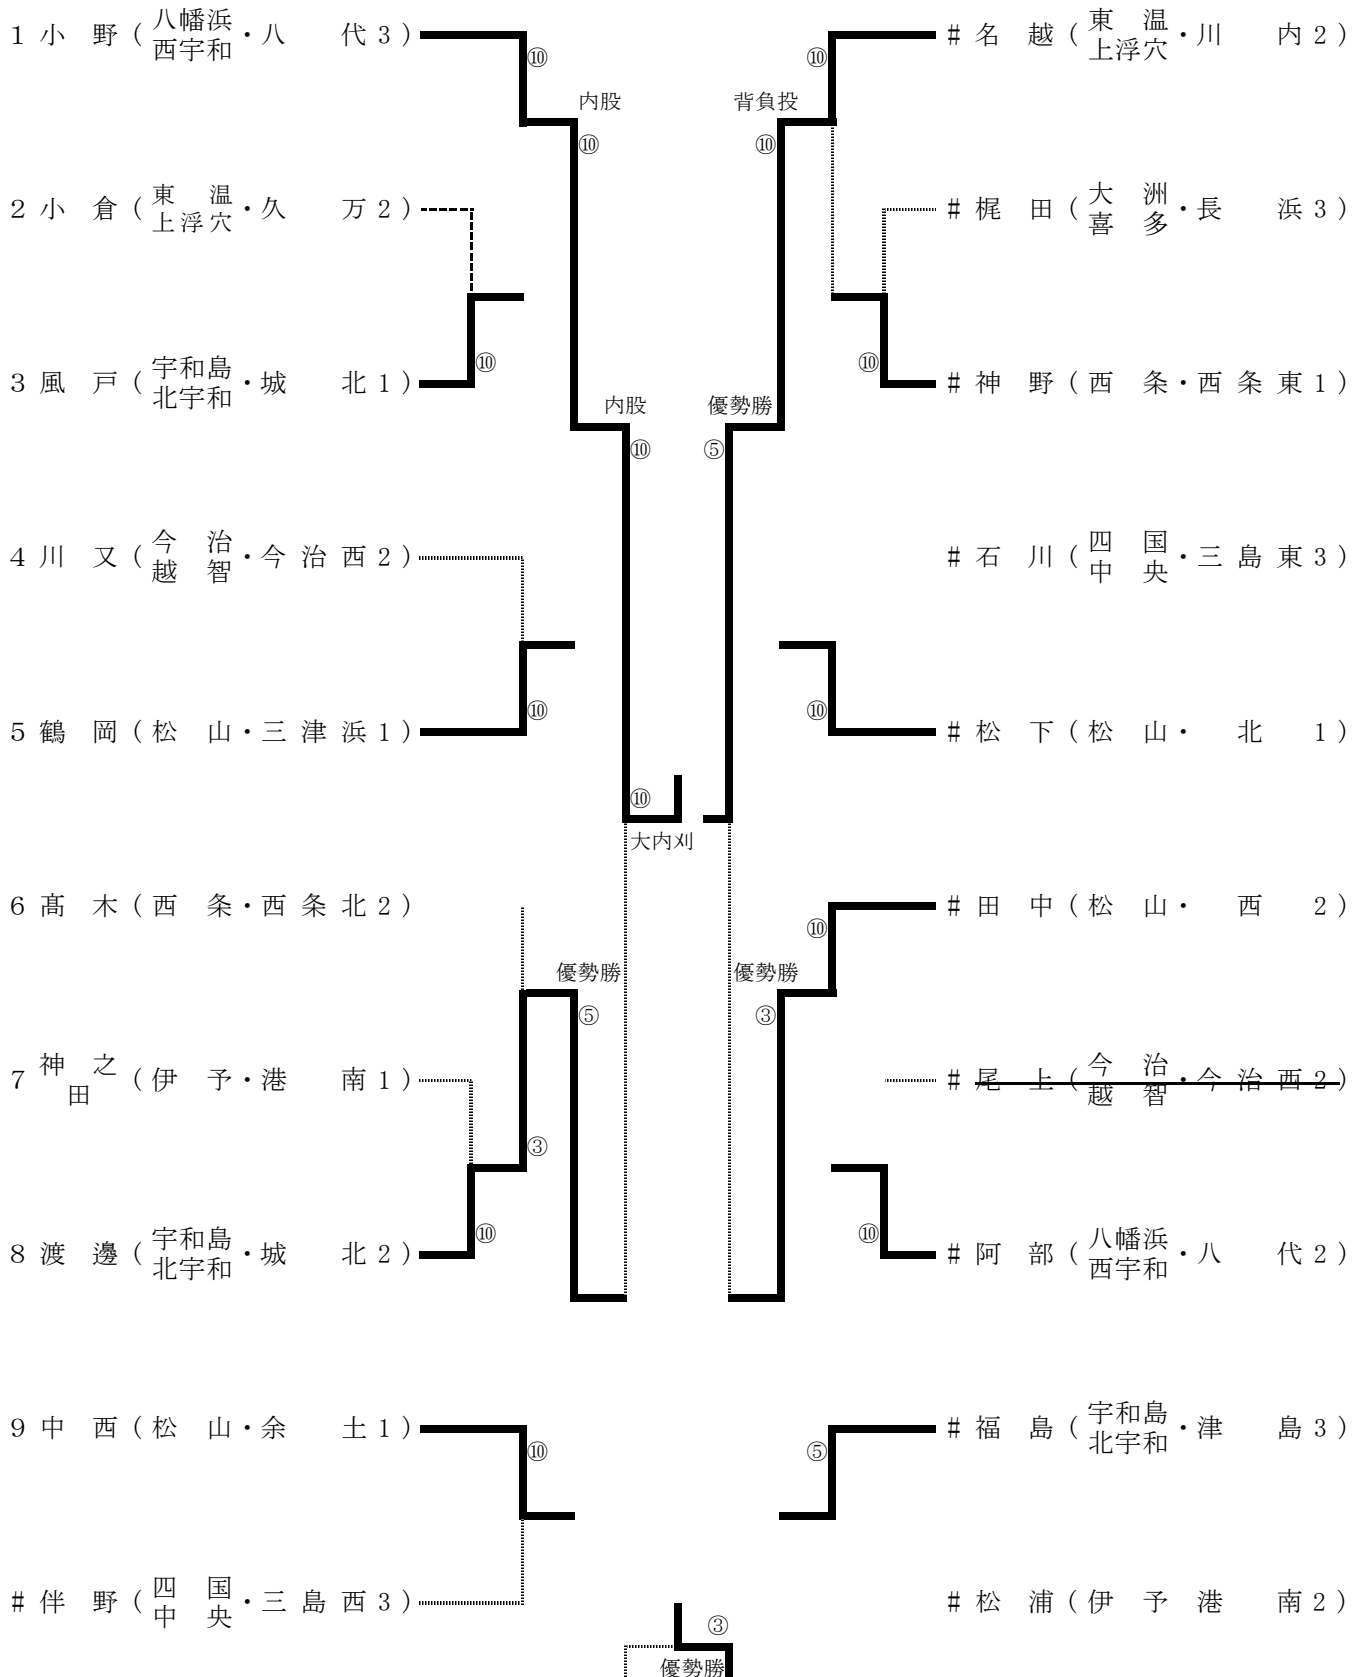 1 小 野 ( 八幡浜 西宇和 ・ 八 代 3 )
⑩
内股
⑩
2 小 倉 ( 東 温 上浮穴 ・ 久 万 2 )
3 風 戸 ( 宇和島 北宇和 ・ 城 北 1 )
⑩
内股
⑩
4 川 又 ( 今 治 越 智 ・ 今 治 西 2 )
5 鶴 岡 ( 松 山 ・ 三 津 浜 1 )
⑩
⑩
大内刈
6 髙 木 ( 西 条 ・ 西 条 北 2 )
優勢勝
⑤
7 神 之 田 ( 伊 予 ・ 港 南 1 )
③
8 渡 邊 ( 宇和島 北宇和 ・ 城 北 2 )
⑩
9 中 西 ( 松 山 ・ 余 土 1 )
⑩
# 伴 野 ( 四 国 中 央 ・ 三 島 西 3 )
# 名 越 ( 東 温 上浮穴 ・ 川 内 2 )
⑩
背負投
⑩
# 梶 田 ( 大 洲 喜 多 ・ 長 浜 3 )
# 神 野 ( 西 条 ・ 西 条 東 1 )
⑩
優勢勝
⑤
# 石 川 ( 四 国 中 央 ・ 三 島 東 3 )
# 松 下 ( 松 山 ・ 北 1 )
⑩
# 田 中 ( 松 山 ・ 西 2 )
⑩
優勢勝
③
# 尾 上 ( 今 治 越 智 ・ 今 治 西 2 )
# 阿 部 ( 八幡浜 西宇和 ・ 八 代 2 )
⑩
# 福 島 ( 宇和島 北宇和 ・ 津 島 3 )
⑤
# 松 浦 ( 伊 予 港 南 2 )
③
優勢勝